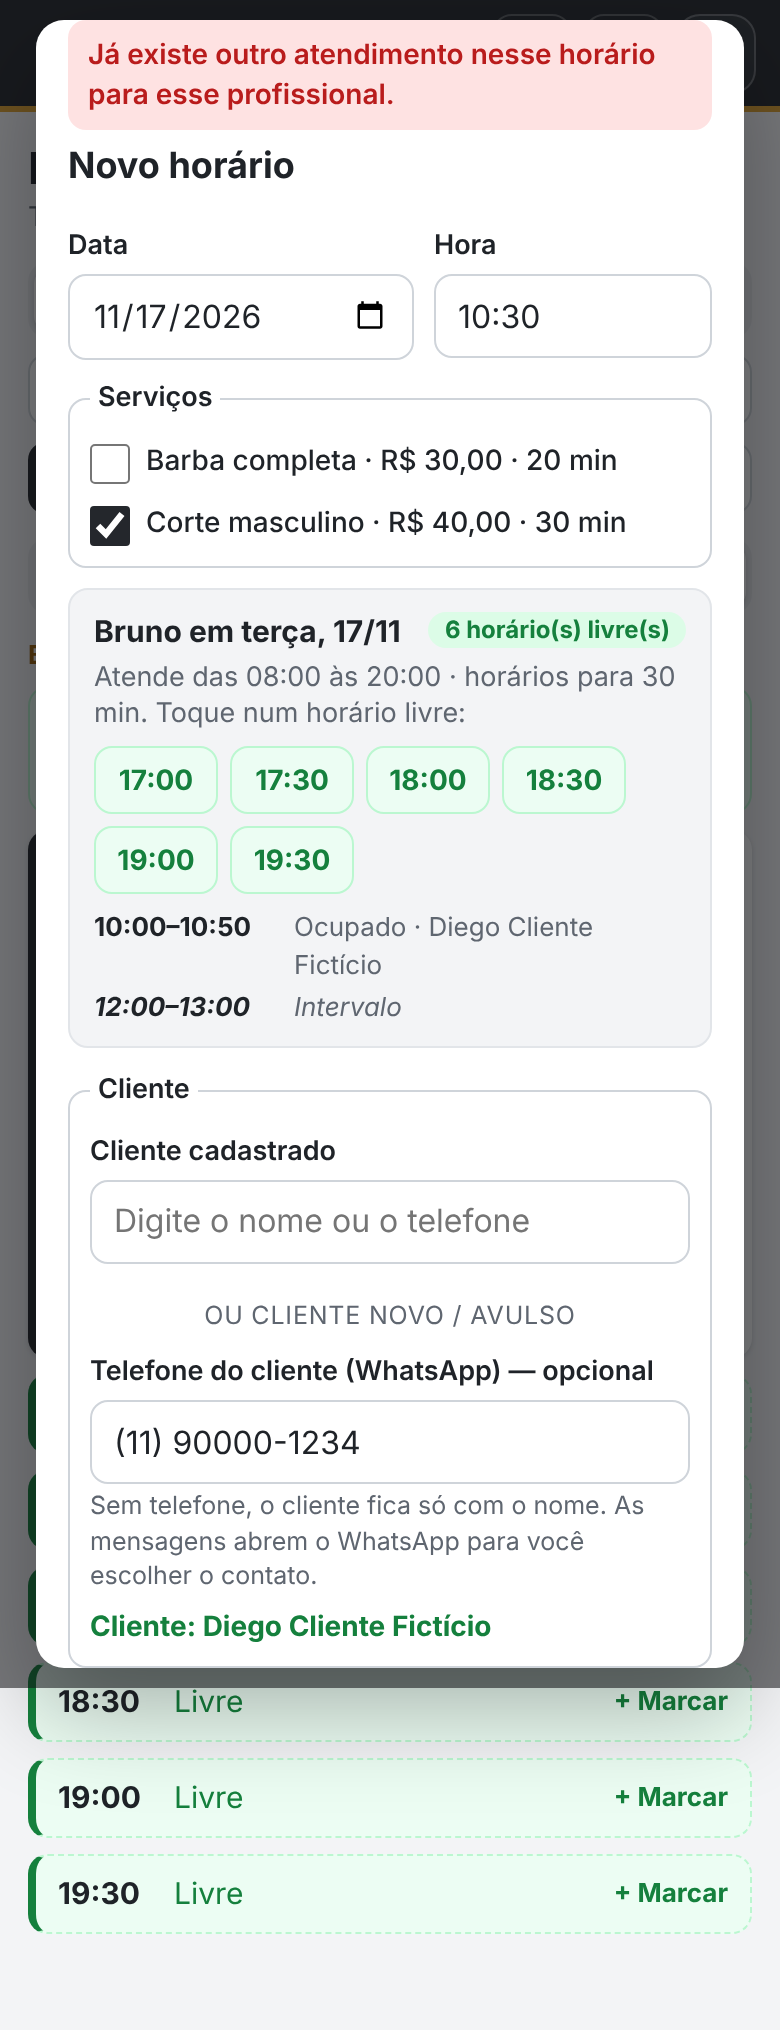 Já existe outro atendimento nesse horário
para esse profissional.
Novo horário
Data
Hora
11/17/2026
10:30
Serviços
Barba completa · R$ 30,00 · 20 min
Corte masculino · R$ 40,00 · 30 min
Bruno em terça, 17/11
6 horário(s) livre(s)
Atende das 08:00 às 20:00 · horários para 30
min. Toque num horário livre:
17:00
17:30
18:00
18:30
19:00
19:30
10:00–10:50
Ocupado · Diego Cliente
Fictício
12:00–13:00
Intervalo
Cliente
Cliente cadastrado
Digite o nome ou o telefone
OU CLIENTE NOVO / AVULSO
Telefone do cliente (WhatsApp) — opcional
(11) 90000-1234
Sem telefone, o cliente fica só com o nome. As
mensagens abrem o WhatsApp para você
escolher o contato.
Cliente: Diego Cliente Fictício
18:30 Livre + Marcar
19:00 Livre + Marcar
19:30 Livre + Marcar